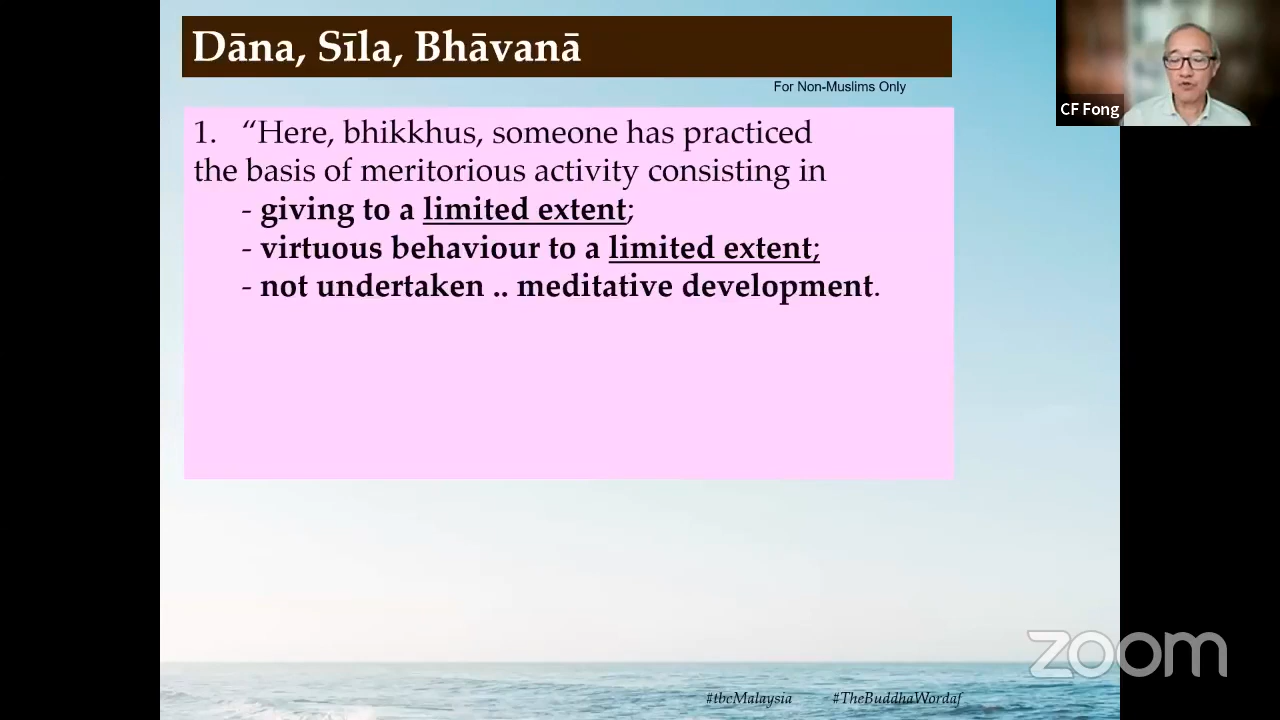 Dāna, Sīla, Bhāvanā
For Non-Muslims Only
CF Fong
1. “Here, bhikkhus, someone has practiced
the basis of meritorious activity consisting in
- giving to a limited extent;
- virtuous behaviour to a limited extent;
- not undertaken .. meditative development.
zoom
#tbcMalaysia #TheBuddhaWordaf